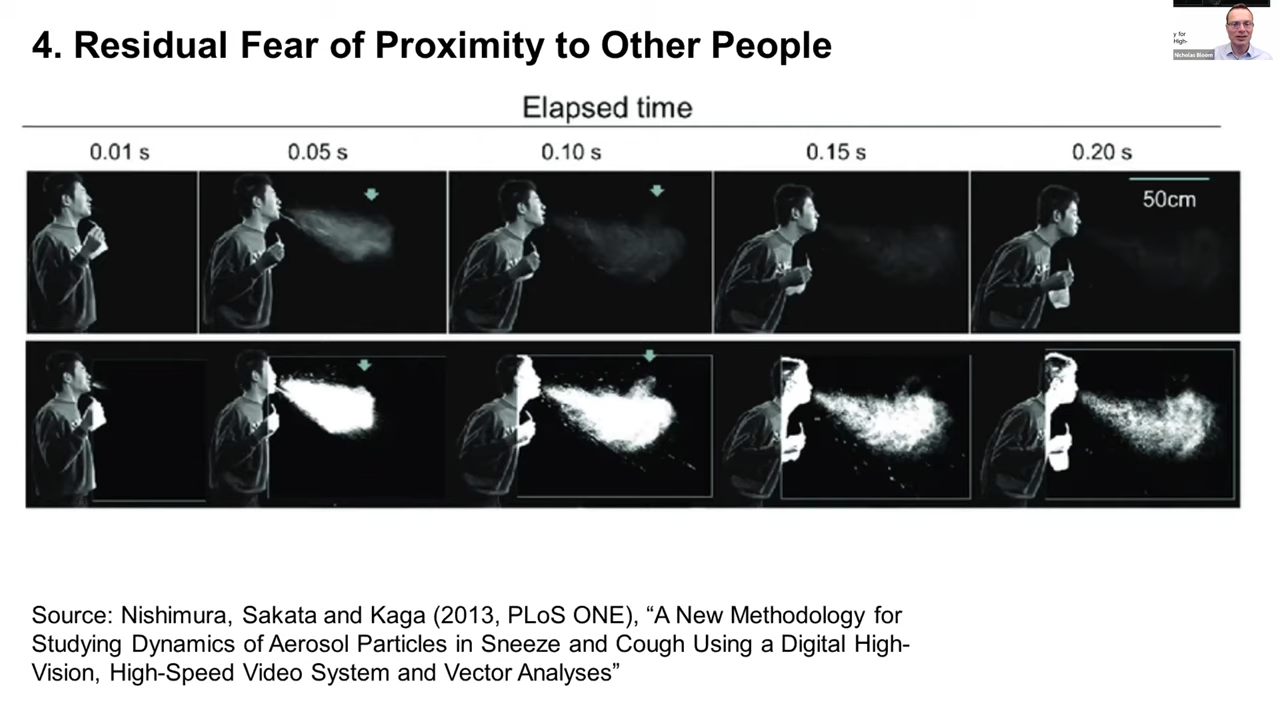 4. Residual Fear of Proximity to Other People
y for
High-
Nicholas Bloom
Elapsed time
0.01 s
0.05 s
0.10 s
0.15 s
0.20 s
50cm
Source: Nishimura, Sakata and Kaga (2013, PLoS ONE), “A New Methodology for
Studying Dynamics of Aerosol Particles in Sneeze and Cough Using a Digital High-
Vision, High-Speed Video System and Vector Analyses”